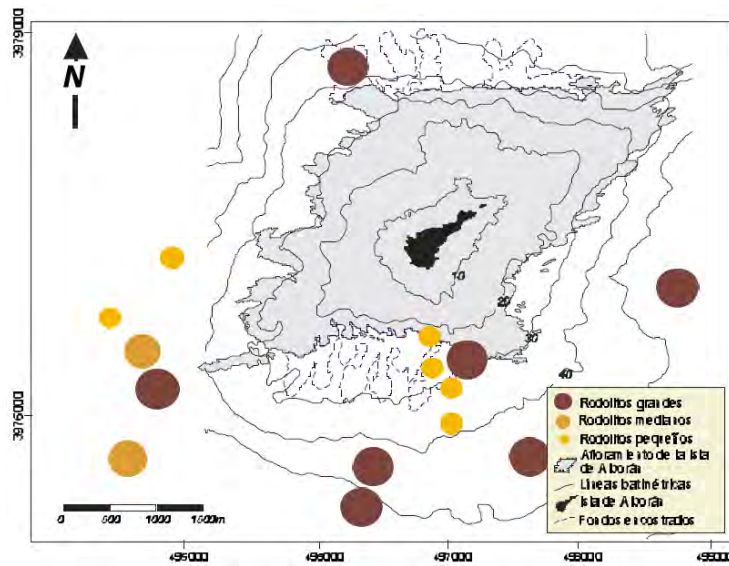 3979000
N
10
20
30
40
3976000
Rodolitos grandes
Rodolitos medianos
Rodolitos pequeños
Afloramiento de la Isla
de Alborán
Líneas batimétricas
Isla de Alborán
Fondos encostrados
0 500 1000 1500m
495000 496000 497000 498000 499000